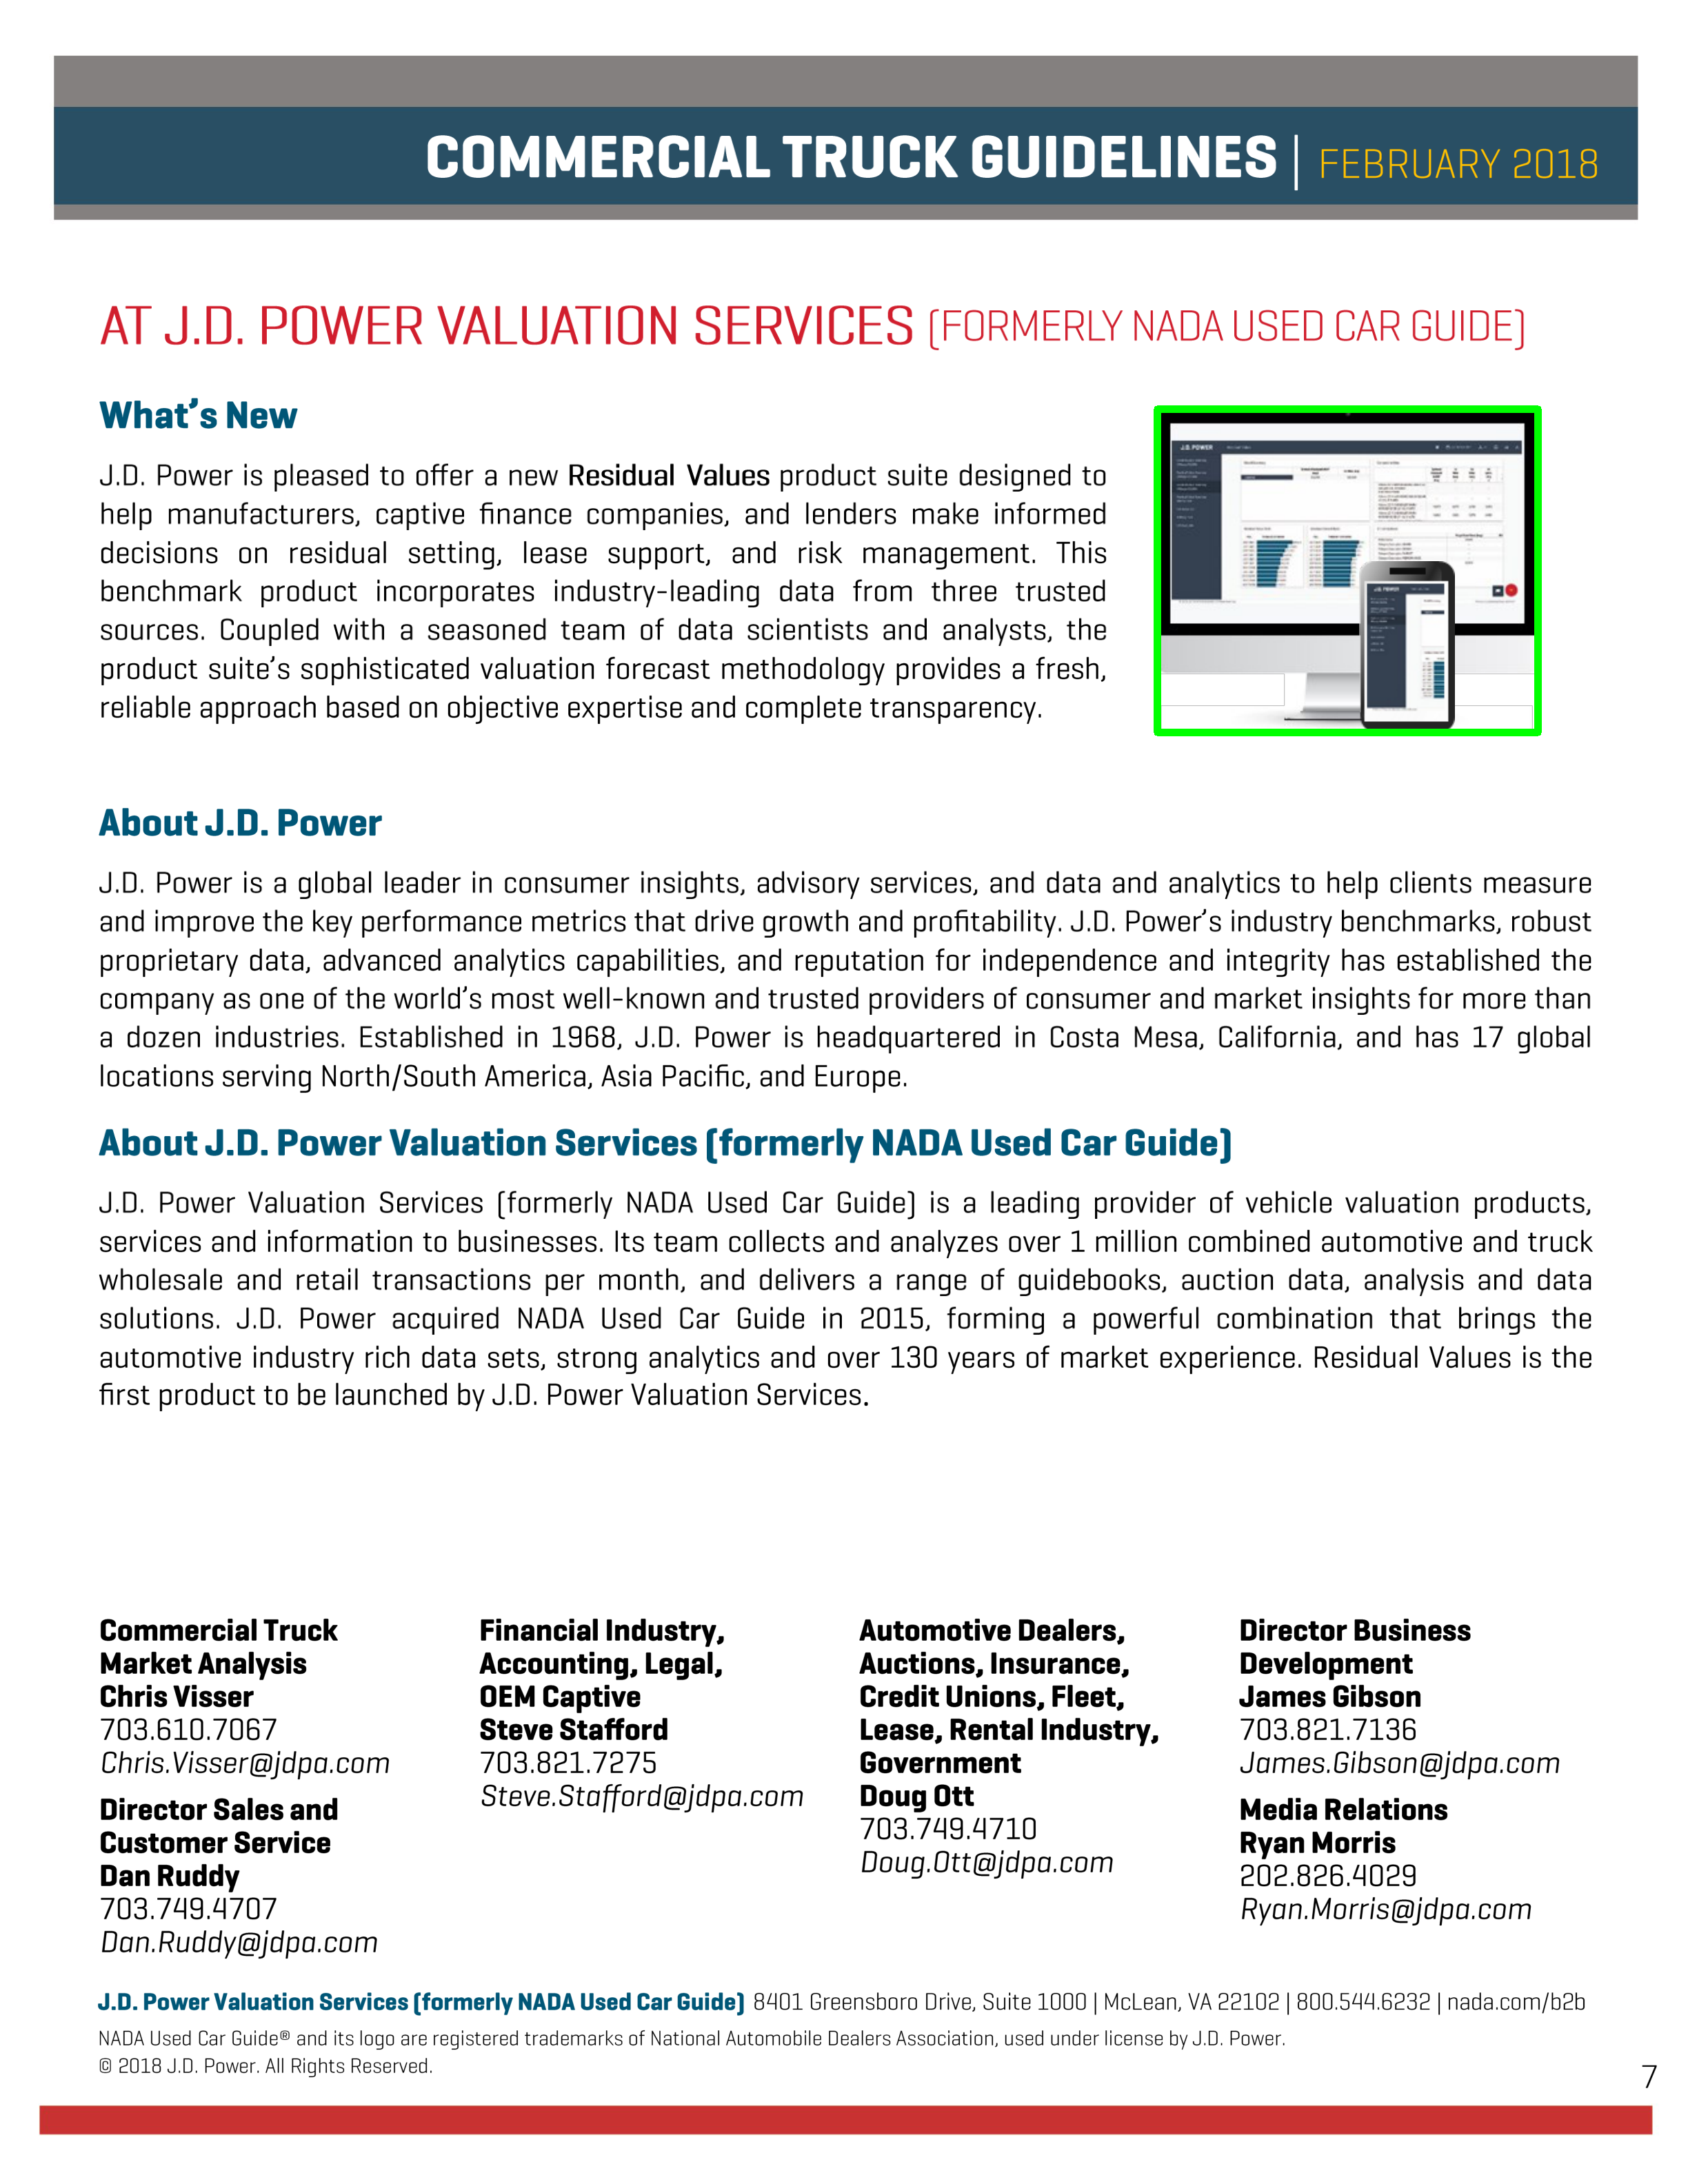 COMMERCIAL TRUCK GUIDELINES | FEBRUARY 2018
AT J.D. POWER VALUATION SERVICES (FORMERLY NADA USED CAR GUIDE)
What's New
J.D. Power is pleased to offer a new Residual Values product suite designed to
help manufacturers, captive finance companies, and lenders make informed
decisions on residual setting, lease support, and risk management. This
benchmark product incorporates industry-leading data from three trusted
sources. Coupled with a seasoned team of data scientists and analysts, the
product suite's sophisticated valuation forecast methodology provides a fresh,
reliable approach based on objective expertise and complete transparency.
J.D. POWER
J.D. POWER
About J.D. Power
J.D. Power is a global leader in consumer insights, advisory services, and data and analytics to help clients measure
and improve the key performance metrics that drive growth and profitability. J.D. Power's industry benchmarks, robust
proprietary data, advanced analytics capabilities, and reputation for independence and integrity has established the
company as one of the world's most well-known and trusted providers of consumer and market insights for more than
a dozen industries. Established in 1968, J.D. Power is headquartered in Costa Mesa, California, and has 17 global
locations serving North/South America, Asia Pacific, and Europe.
About J.D. Power Valuation Services (formerly NADA Used Car Guide)
J.D. Power Valuation Services (formerly NADA Used Car Guide) is a leading provider of vehicle valuation products,
services and information to businesses. Its team collects and analyzes over 1 million combined automotive and truck
wholesale and retail transactions per month, and delivers a range of guidebooks, auction data, analysis and data
solutions. J.D. Power acquired NADA Used Car Guide in 2015, forming a powerful combination that brings the
automotive industry rich data sets, strong analytics and over 130 years of market experience. Residual Values is the
first product to be launched by J.D. Power Valuation Services.
Commercial Truck
Market Analysis
Chris Visser
703.610.7067
Chris.Visser@jdpa.com
Director Sales and
Customer Service
Dan Ruddy
703.749.4707
Dan.Ruddy@jdpa.com
Financial Industry,
Accounting, Legal,
OEM Captive
Steve Stafford
703.821.7275
Steve.Stafford@jdpa.com
Automotive Dealers,
Auctions, Insurance,
Credit Unions, Fleet,
Lease, Rental Industry,
Government
Doug Ott
703.749.4710
Doug.Ott@jdpa.com
Director Business
Development
James Gibson
703.821.7136
James.Gibson@jdpa.com
Media Relations
Ryan Morris
202.826.4029
Ryan.Morris@jdpa.com
J.D. Power Valuation Services (formerly NADA Used Car Guide) 8401 Greensboro Drive, Suite 1000 | McLean, VA 22102 | 800.544.6232 | nada.com/b2b
NADA Used Car Guide® and its logo are registered trademarks of National Automobile Dealers Association, used under license by J.D. Power.
© 2018 J.D. Power. All Rights Reserved.
7